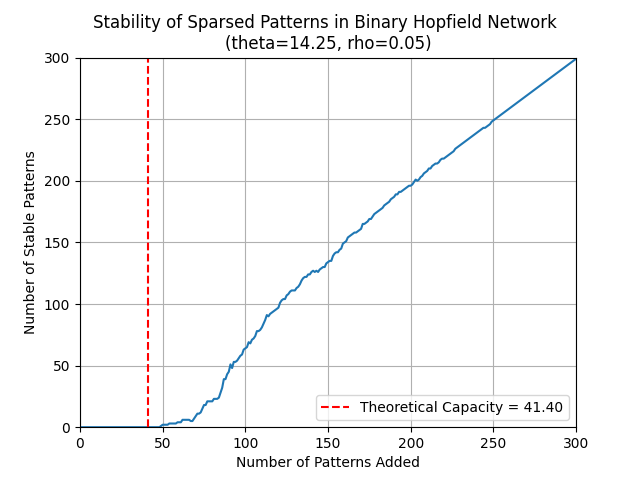 Stability of Sparsed Patterns in Binary Hopfield Network
(theta=14.25, rho=0.05)
Number of Stable Patterns
300
250
200
150
100
50
0
Theoretical Capacity = 41.40
0 50 100 150 200 250 300
Number of Patterns Added